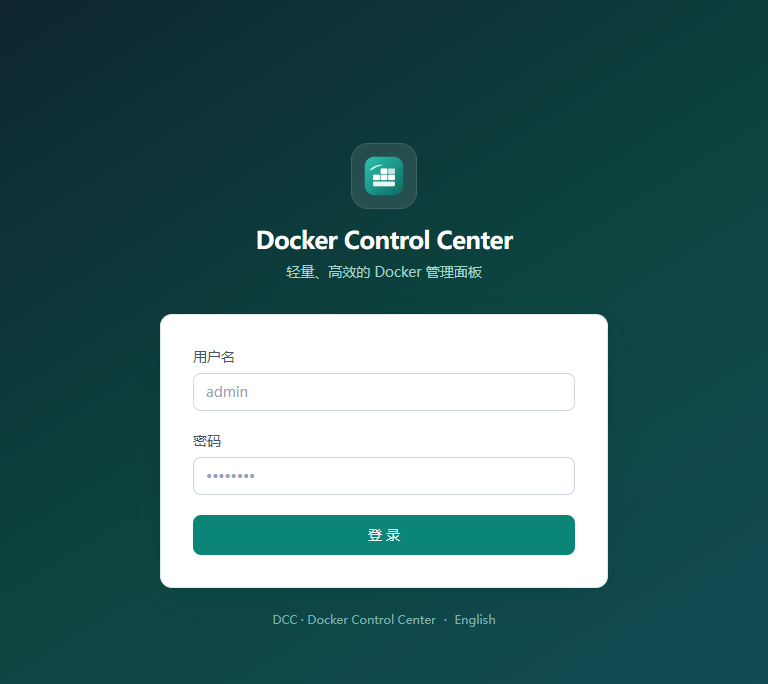 Docker Control Center
轻量、高效的 Docker 管理面板
用户名
admin
密码
••••••••
登 录
DCC · Docker Control Center · English